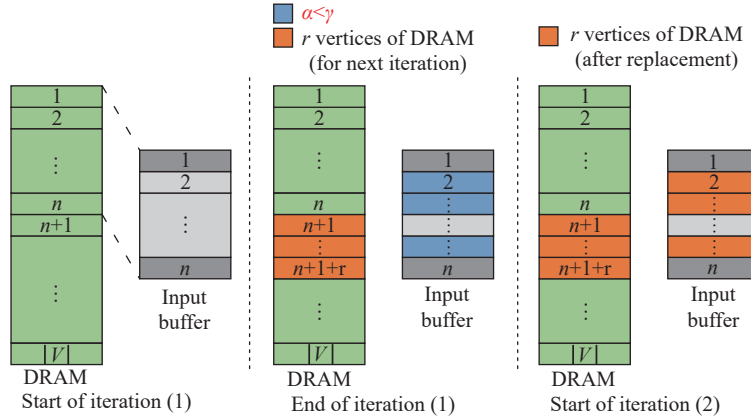 α<γ
r vertices of DRAM
(for next iteration)
r vertices of DRAM
(after replacement)
1
2
⋮
n
n+1
⋮
|V|
DRAM
Start of iteration (1)
1
2
⋮
n
Input
buffer
1
2
⋮
n
n+1
⋮
n+1+r
⋮
|V|
DRAM
End of iteration (1)
1
2
⋮
⋮
⋮
n
Input
buffer
1
2
⋮
n
n+1
⋮
n+1+r
⋮
|V|
DRAM
Start of iteration (2)
1
2
⋮
⋮
⋮
n
Input
buffer